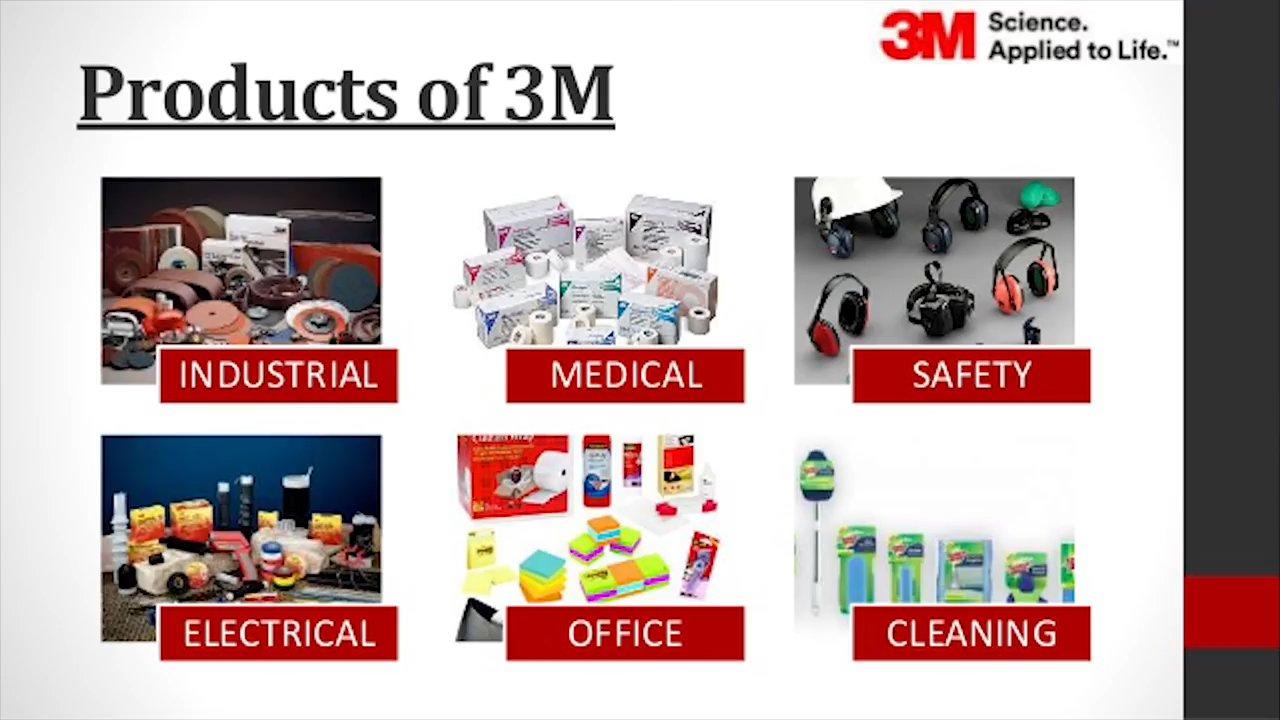 3M Science.
Applied to Life.™
Products of 3M
INDUSTRIAL
MEDICAL
SAFETY
ELECTRICAL
OFFICE
CLEANING